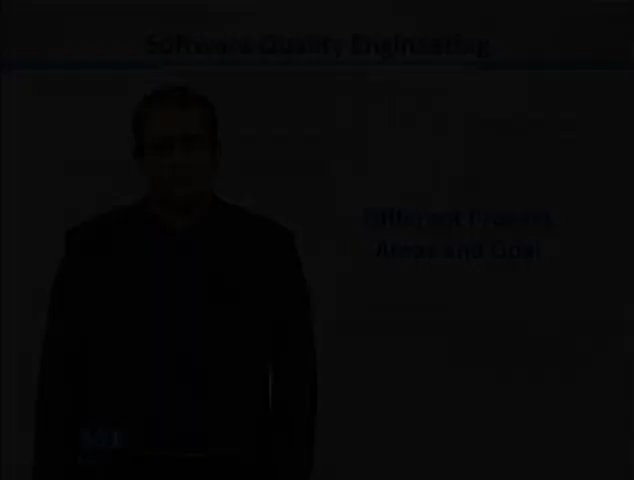 Software Quality Engineering
Different Process
Areas and Goal